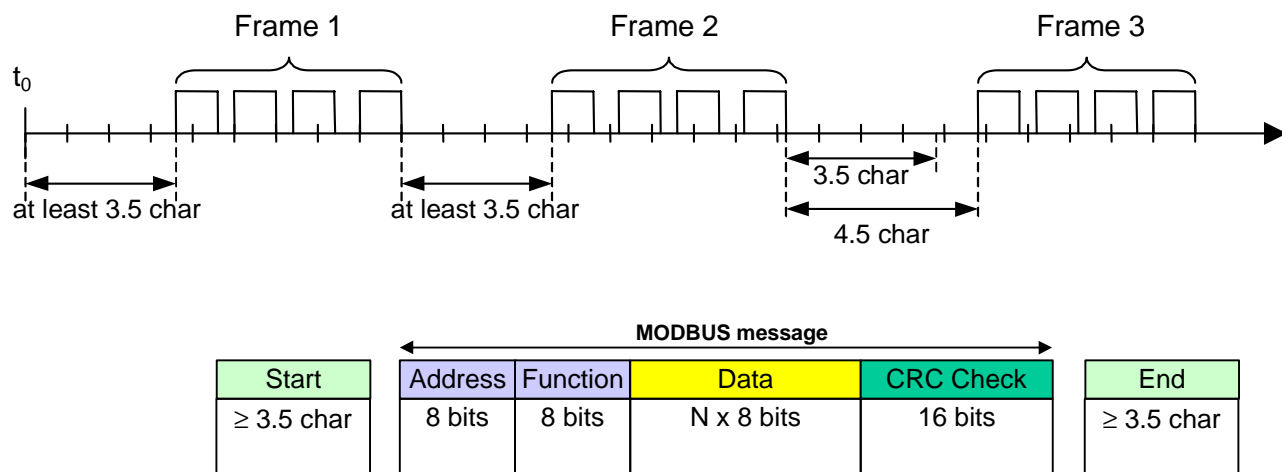 Frame 1 Frame 2 Frame 3
t0
3.5 char
at least 3.5 char at least 3.5 char
4.5 char
MODBUS message
Start Address Function Data CRC Check End
≥ 3.5 char 8 bits 8 bits N x 8 bits 16 bits ≥ 3.5 char